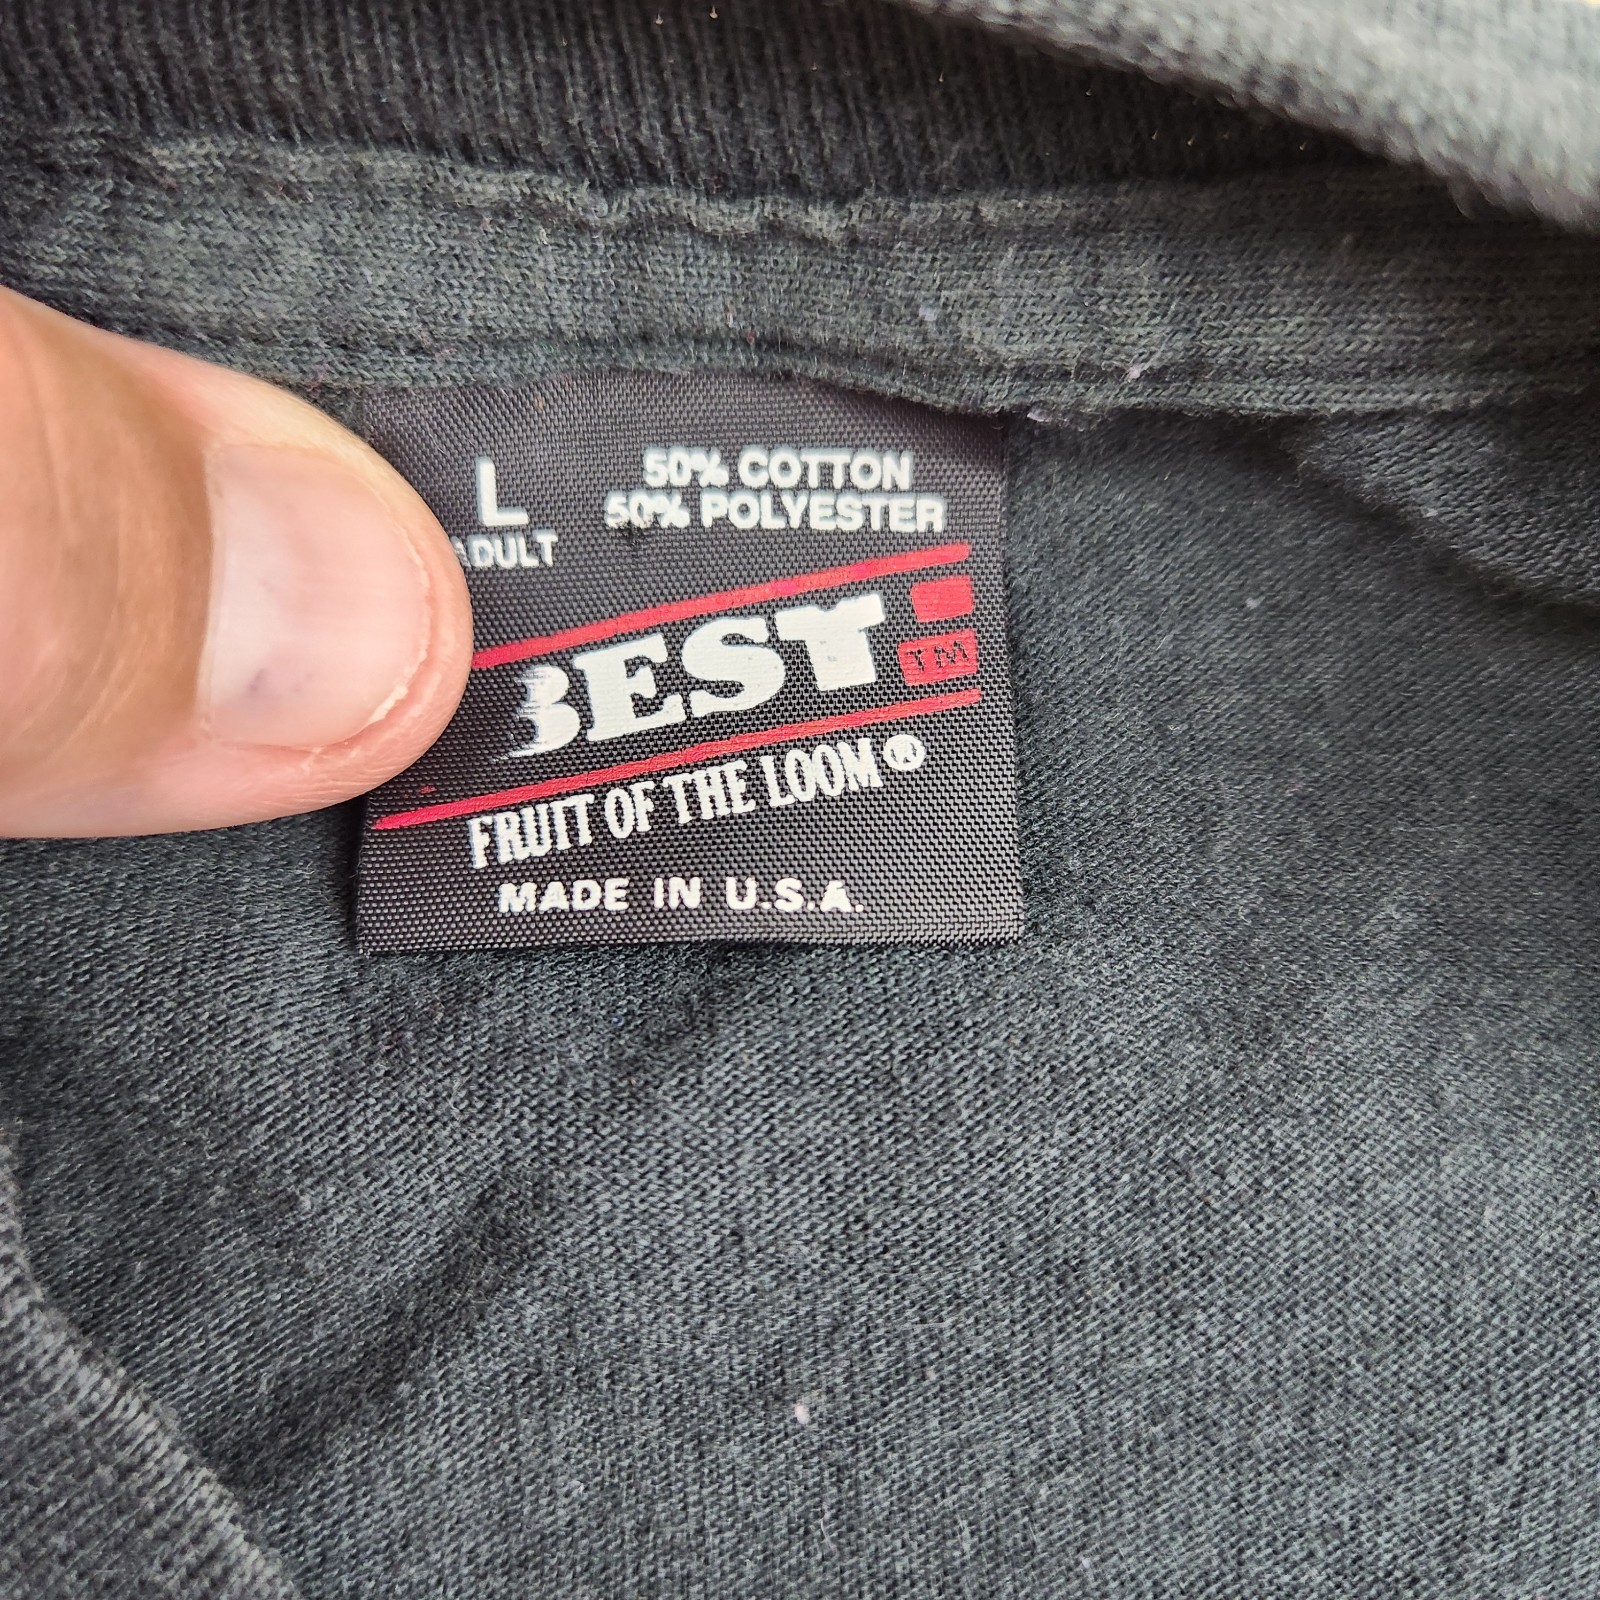 L
ADULT
50% COTTON
50% POLYESTER
BEST
TM
FRUIT OF THE LOOM®
MADE IN U.S.A.